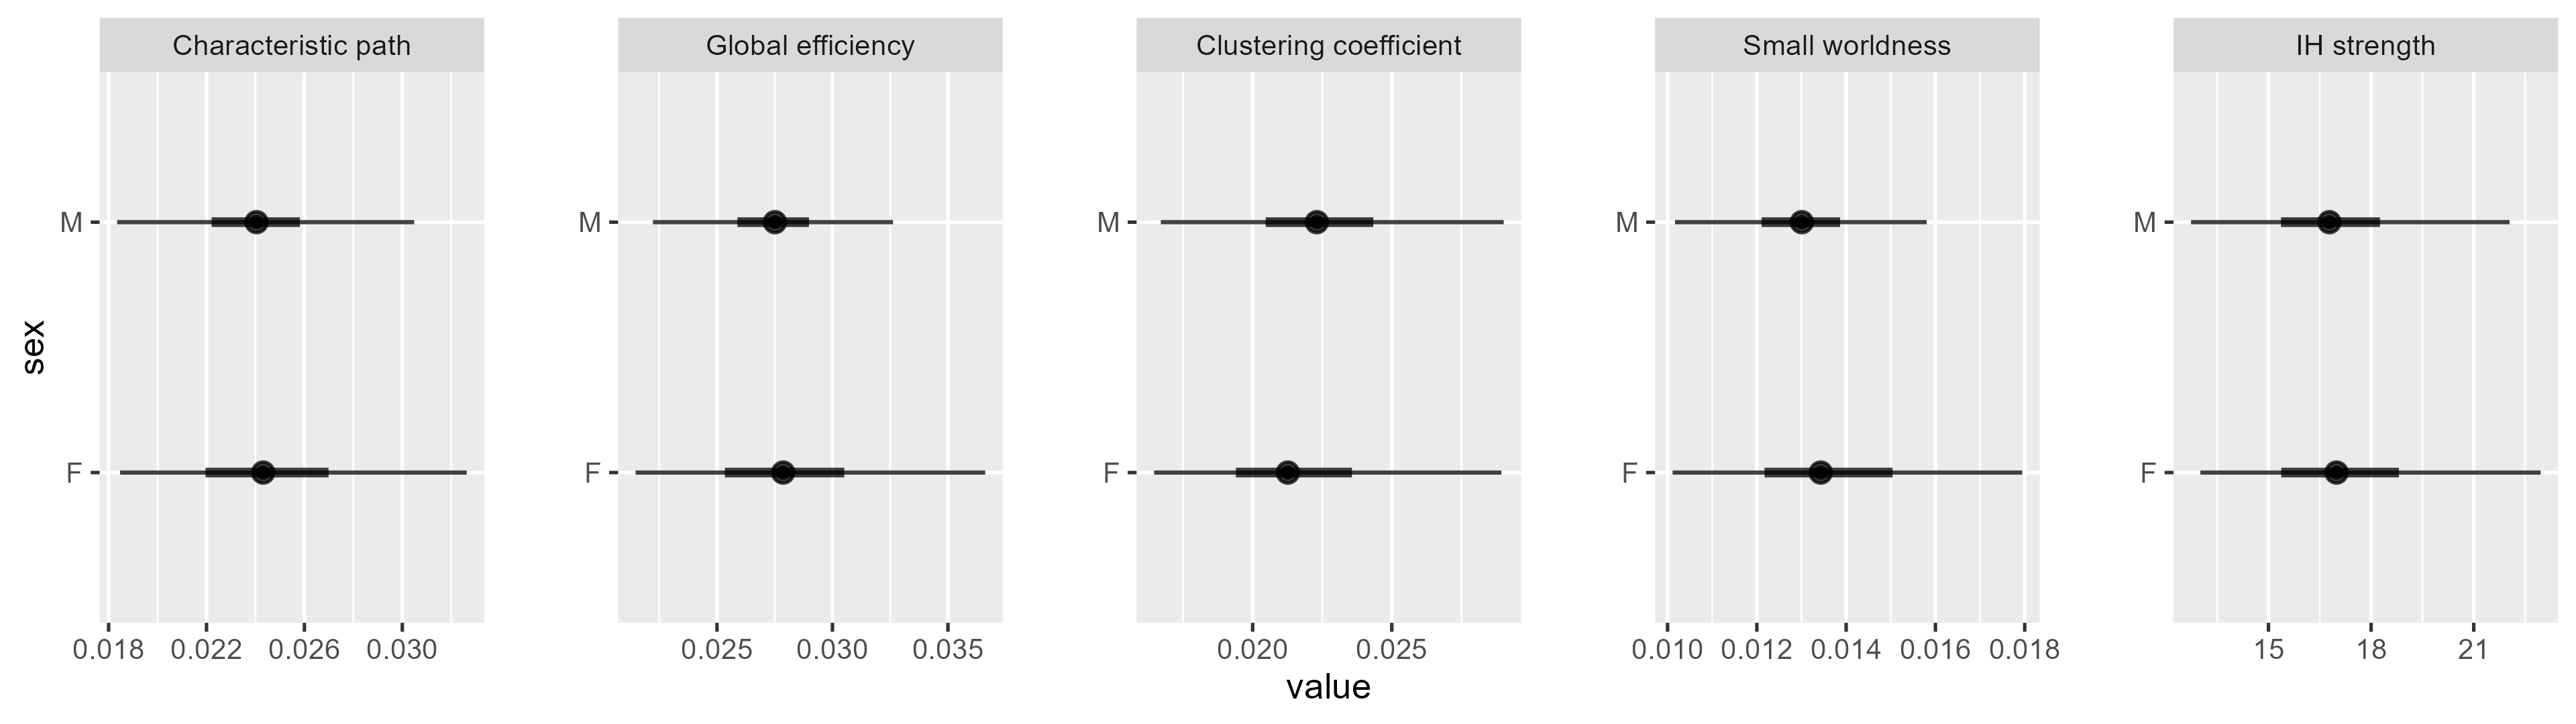 Characteristic path
Global efficiency
Clustering coefficient
Small worldness
IH strength
sex
M
F
M
F
M
F
M
F
M
F
0.018 0.022 0.026 0.030
0.025 0.030 0.035
0.020 0.025
0.010 0.012 0.014 0.016 0.018
15 18 21
value